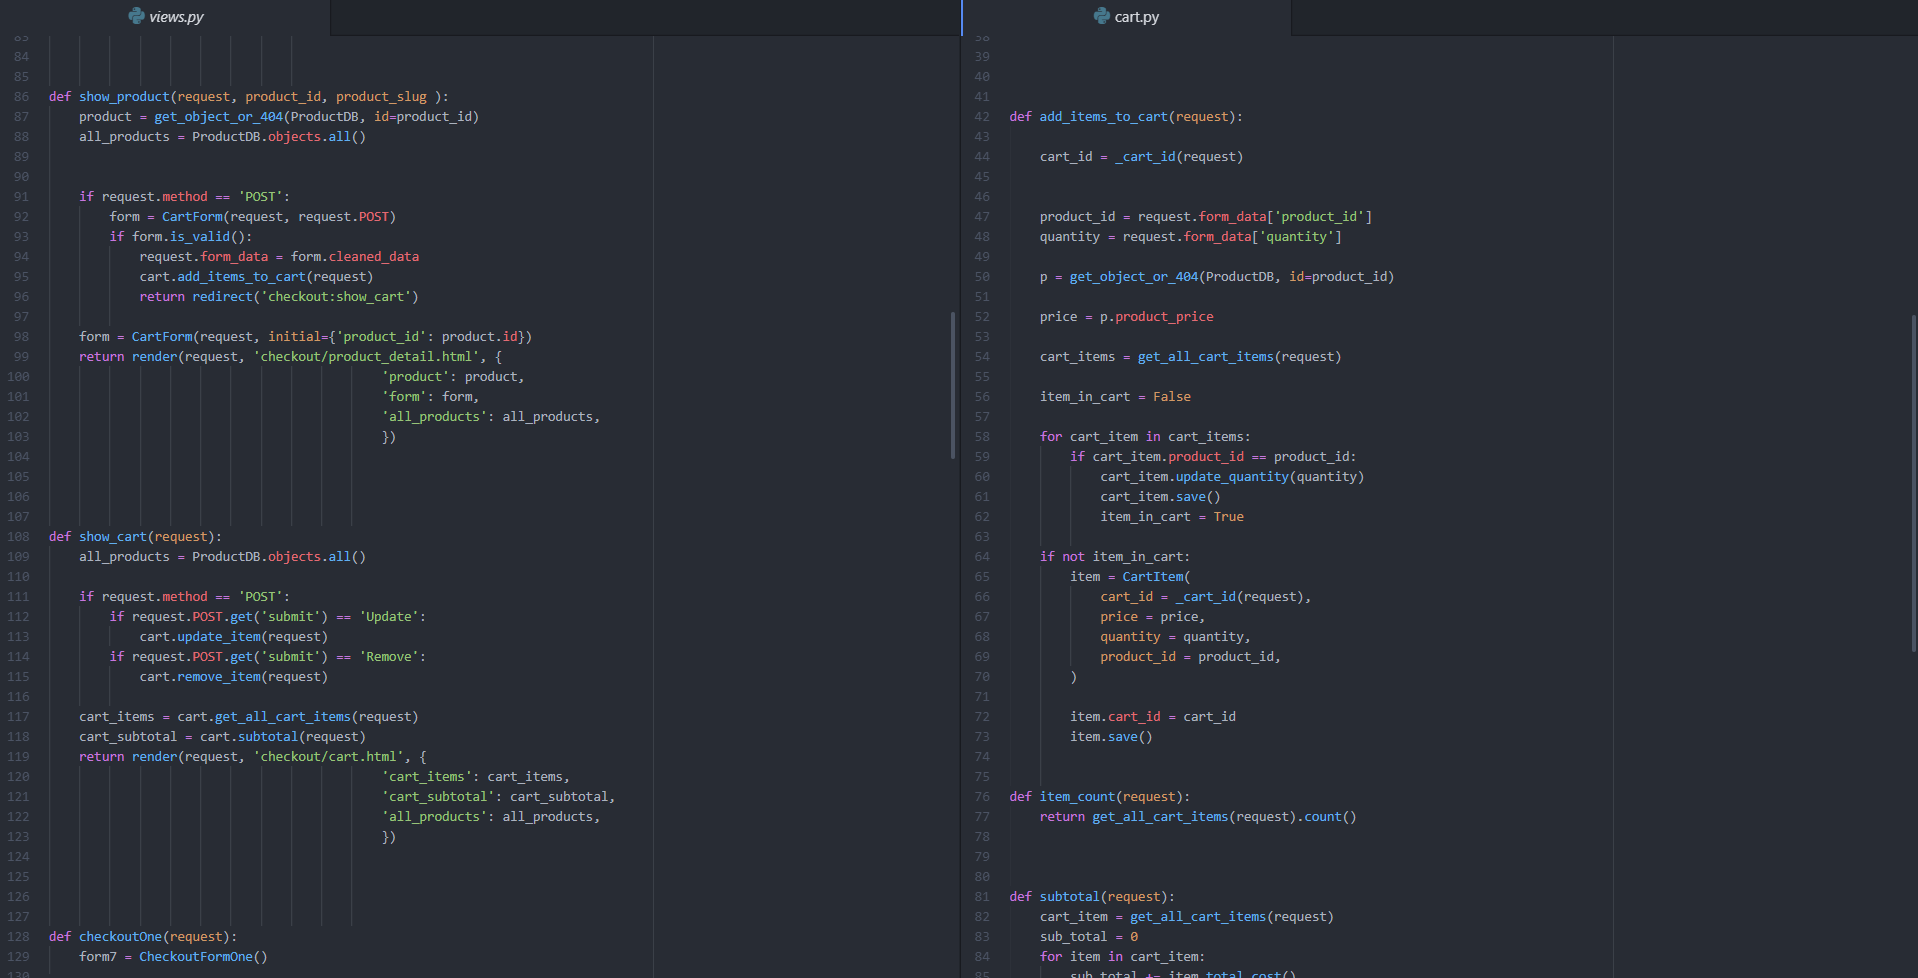 views.py
83
84
85
86 def show_product(request, product_id, product_slug ):
87     product = get_object_or_404(ProductDB, id=product_id)
88     all_products = ProductDB.objects.all()
89
90
91     if request.method == 'POST':
92         form = CartForm(request, request.POST)
93         if form.is_valid():
94             request.form_data = form.cleaned_data
95             cart.add_items_to_cart(request)
96             return redirect('checkout:show_cart')
97
98     form = CartForm(request, initial={'product_id': product.id})
99     return render(request, 'checkout/product_detail.html', {
100                                             'product': product,
101                                             'form': form,
102                                             'all_products': all_products,
103                                             })
104
105
106
107
108 def show_cart(request):
109     all_products = ProductDB.objects.all()
110
111     if request.method == 'POST':
112         if request.POST.get('submit') == 'Update':
113             cart.update_item(request)
114         if request.POST.get('submit') == 'Remove':
115             cart.remove_item(request)
116
117     cart_items = cart.get_all_cart_items(request)
118     cart_subtotal = cart.subtotal(request)
119     return render(request, 'checkout/cart.html', {
120                                             'cart_items': cart_items,
121                                             'cart_subtotal': cart_subtotal,
122                                             'all_products': all_products,
123                                             })
124
125
126
127
128 def checkoutOne(request):
129     form7 = CheckoutFormOne()
130
cart.py
38
39
40
41
42 def add_items_to_cart(request):
43
44     cart_id = _cart_id(request)
45
46
47     product_id = request.form_data['product_id']
48     quantity = request.form_data['quantity']
49
50     p = get_object_or_404(ProductDB, id=product_id)
51
52     price = p.product_price
53
54     cart_items = get_all_cart_items(request)
55
56     item_in_cart = False
57
58     for cart_item in cart_items:
59         if cart_item.product_id == product_id:
60             cart_item.update_quantity(quantity)
61             cart_item.save()
62             item_in_cart = True
63
64     if not item_in_cart:
65         item = CartItem(
66             cart_id = _cart_id(request),
67             price = price,
68             quantity = quantity,
69             product_id = product_id,
70         )
71
72         item.cart_id = cart_id
73         item.save()
74
75
76 def item_count(request):
77     return get_all_cart_items(request).count()
78
79
80
81 def subtotal(request):
82     cart_item = get_all_cart_items(request)
83     sub_total = 0
84     for item in cart_item:
85         sub_total += item.total_cost()